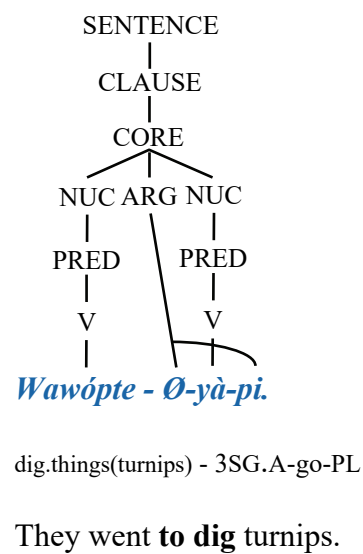 SENTENCE
CLAUSE
CORE
NUC ARG NUC
PRED PRED
V V
Wawópte - Ø-yà-pi.
dig.things(turnips) - 3SG.A-go-PL
They went to dig turnips.